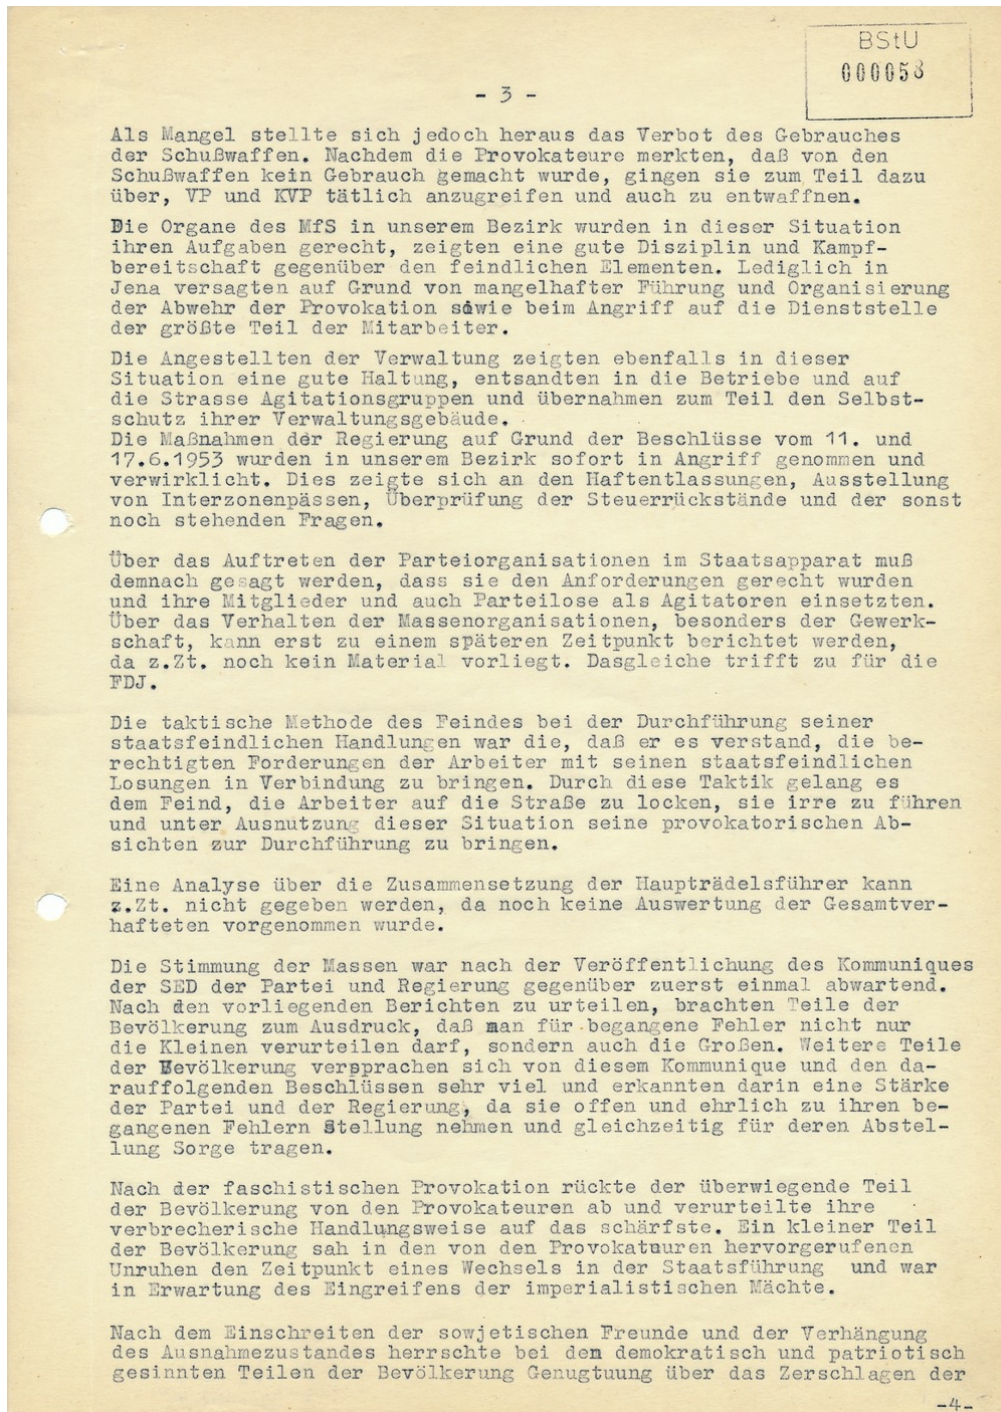 BStU
000058
- 3 -
Als Mangel stellte sich jedoch heraus das Verbot des Gebrauches
der Schußwaffen. Nachdem die Provokateure merkten, daß von den
Schußwaffen kein Gebrauch gemacht wurde, gingen sie zum Teil dazu
über, VP und KVP tätlich anzugreifen und auch zu entwaffnen.
Die Organe des MfS in unserem Bezirk wurden in dieser Situation
ihren Aufgaben gerecht, zeigten eine gute Disziplin und Kampf-
bereitschaft gegenüber den feindlichen Elementen. Lediglich in
Jena versagten auf Grund von mangelhafter Führung und Organisierung
der Abwehr der Provokation sowie beim Angriff auf die Dienststelle
der größte Teil der Mitarbeiter.
Die Angestellten der Verwaltung zeigten ebenfalls in dieser
Situation eine gute Haltung, entsandten in die Betriebe und auf
die Strasse Agitationsgruppen und übernahmen zum Teil den Selbst-
schutz ihrer Verwaltungsgebäude.
Die Maßnahmen der Regierung auf Grund der Beschlüsse vom 11. und
17.6.1953 wurden in unserem Bezirk sofort in Angriff genommen und
verwirklicht. Dies zeigte sich an den Haftentlassungen, Ausstellung
von Interzonenpässen, Überprüfung der Steuerrückstände und der sonst
noch stehenden Fragen.
Über das Auftreten der Parteiorganisationen im Staatsapparat muß
demnach gesagt werden, dass sie den Anforderungen gerecht wurden
und ihre Mitglieder und auch Parteilose als Agitatoren einsetzten.
Über das Verhalten der Massenorganisationen, besonders der Gewerk-
schaft, kann erst zu einem späteren Zeitpunkt berichtet werden,
da z.Zt. noch kein Material vorliegt. Dasgleiche trifft zu für die
FDJ.
Die taktische Methode des Feindes bei der Durchführung seiner
staatsfeindlichen Handlungen war die, daß er es verstand, die be-
rechtigten Forderungen der Arbeiter mit seinen staatsfeindlichen
Losungen in Verbindung zu bringen. Durch diese Taktik gelang es
dem Feind, die Arbeiter auf die Straße zu locken, sie irre zu führen
und unter Ausnutzung dieser Situation seine provokatorischen Ab-
sichten zur Durchführung zu bringen.
Eine Analyse über die Zusammensetzung der Haupträdelsführer kann
z.Zt. nicht gegeben werden, da noch keine Auswertung der Gesamtver-
hafteten vorgenommen wurde.
Die Stimmung der Massen war nach der Veröffentlichung des Kommuniques
der SED der Partei und Regierung gegenüber zuerst einmal abwartend.
Nach den vorliegenden Berichten zu urteilen, brachten Teile der
Bevölkerung zum Ausdruck, daß man für begangene Fehler nicht nur
die Kleinen verurteilen darf, sondern auch die Großen. Weitere Teile
der Bevölkerung versprachen sich von diesem Kommunique und den da-
rauffolgenden Beschlüssen sehr viel und erkannten darin eine Stärke
der Partei und der Regierung, da sie offen und ehrlich zu ihren be-
gangenen Fehlern Stellung nehmen und gleichzeitig für deren Abstel-
lung Sorge tragen.
Nach der faschistischen Provokation rückte der überwiegende Teil
der Bevölkerung von den Provokateuren ab und verurteilte ihre
verbrecherische Handlungsweise auf das schärfste. Ein kleiner Teil
der Bevölkerung sah in den von den Provokateuren hervorgerufenen
Unruhen den Zeitpunkt eines Wechsels in der Staatsführung und war
in Erwartung des Eingreifens der imperialistischen Mächte.
Nach dem Einschreiten der sowjetischen Freunde und der Verhängung
des Ausnahmezustandes herrschte bei den demokratisch und patriotisch
gesinnten Teilen der Bevölkerung Genugtuung über das Zerschlagen der
-4-